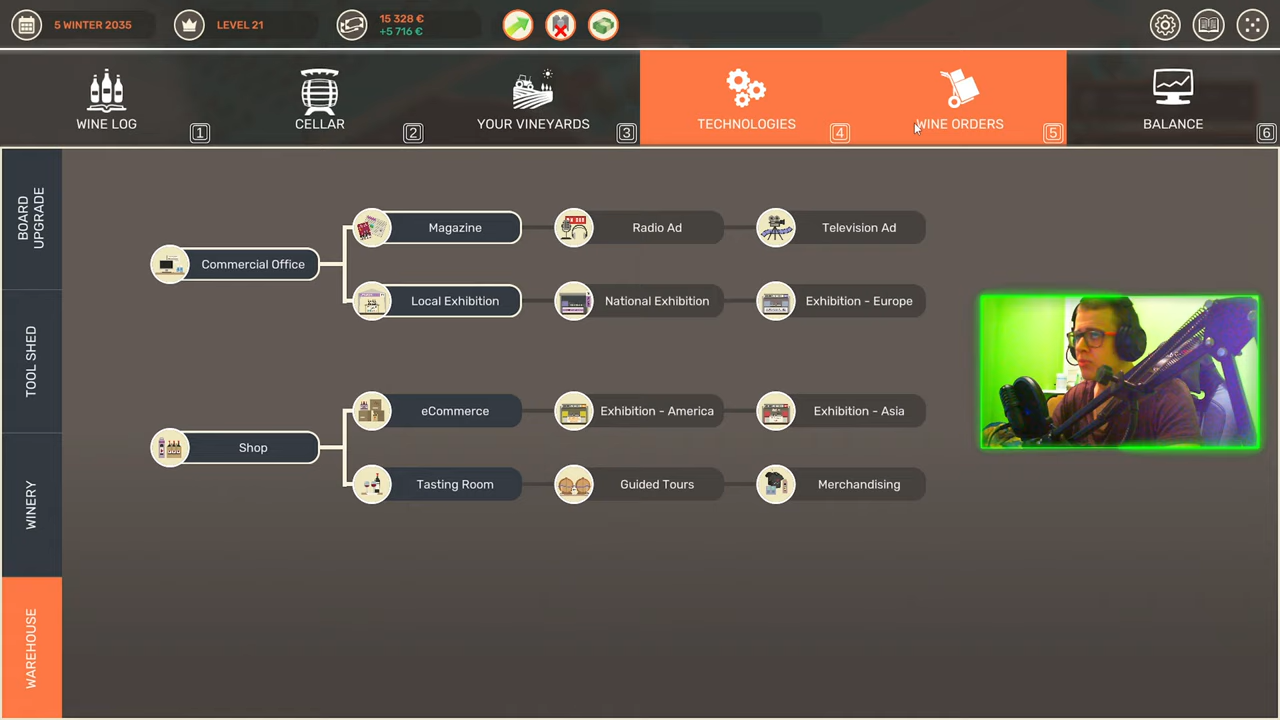 5 WINTER 2035
LEVEL 21
15 328 €
+5 716 €
WINE LOG
1
CELLAR
2
YOUR VINEYARDS
3
TECHNOLOGIES
4
WINE ORDERS
5
BALANCE
6
BOARD
UPGRADE
TOOL SHED
WINERY
WAREHOUSE
Commercial Office
Magazine
Radio Ad
Television Ad
Local Exhibition
National Exhibition
Exhibition - Europe
Shop
eCommerce
Exhibition - America
Exhibition - Asia
Tasting Room
Guided Tours
Merchandising